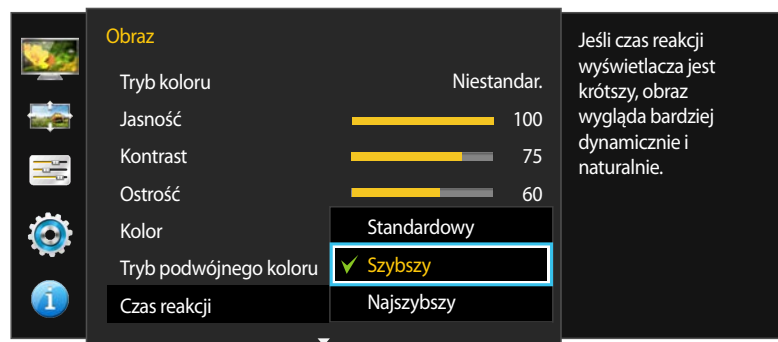 Obraz
Tryb koloru Niestandar.
Jasność 100
Kontrast 75
Ostrość 60
Kolor Standardowy
Tryb podwójnego koloru Szybszy
Czas reakcji Najszybszy
Jeśli czas reakcji
wyświetlacza jest
krótszy, obraz
wygląda bardziej
dynamicznie i
naturalnie.